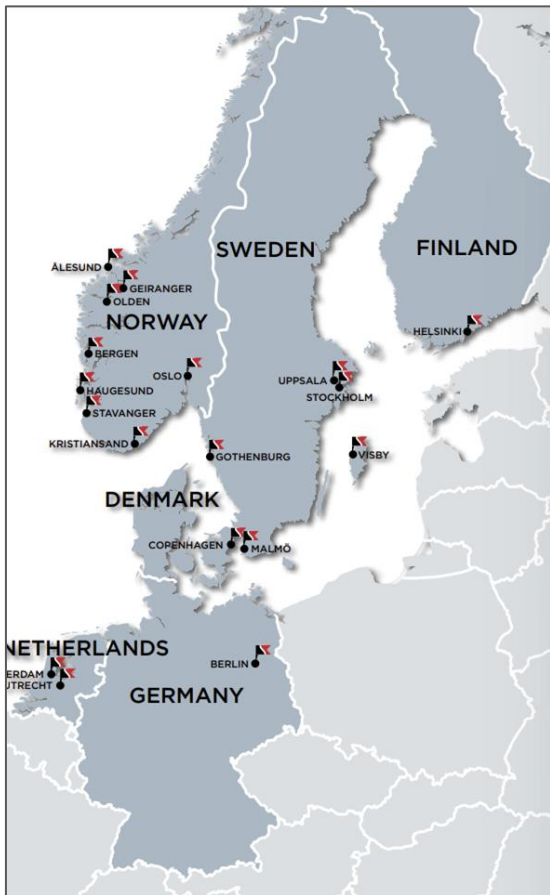 SWEDEN
FINLAND
ÅLESUND
GEIRANGER
OLDEN
NORWAY
HELSINKI
BERGEN
OSLO
UPPSALA
HAUGESUND
STOCKHOLM
STAVANGER
KRISTIANSAND
GOTHENBURG
VISBY
DENMARK
COPENHAGEN
MALMÖ
NETHERLANDS
BERLIN
ERDAM
UTRECHT
GERMANY